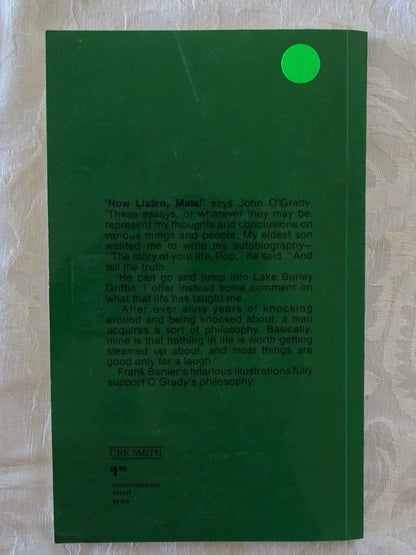 'Now Listen, Mate!' says John O'Grady.
'These essays, or whatever they may be,
represent my thoughts and conclusions on
various things and people. My eldest son
wanted me to write my autobiography—
"The story of your life, Pop," he said. "And
tell the truth."
'He can go and jump into Lake Burley
Griffin. I offer instead some comment on
what that life has taught me.
'After over sixty years of knocking
around and being knocked about, a man
acquires a sort of philosophy. Basically,
mine is that nothing in life is worth getting
steamed up about, and most things are
good only for a laugh.'
Frank Benier's hilarious illustrations fully
support O'Grady's philosophy.
URE SMITH
$1.95
recommended
retail
price